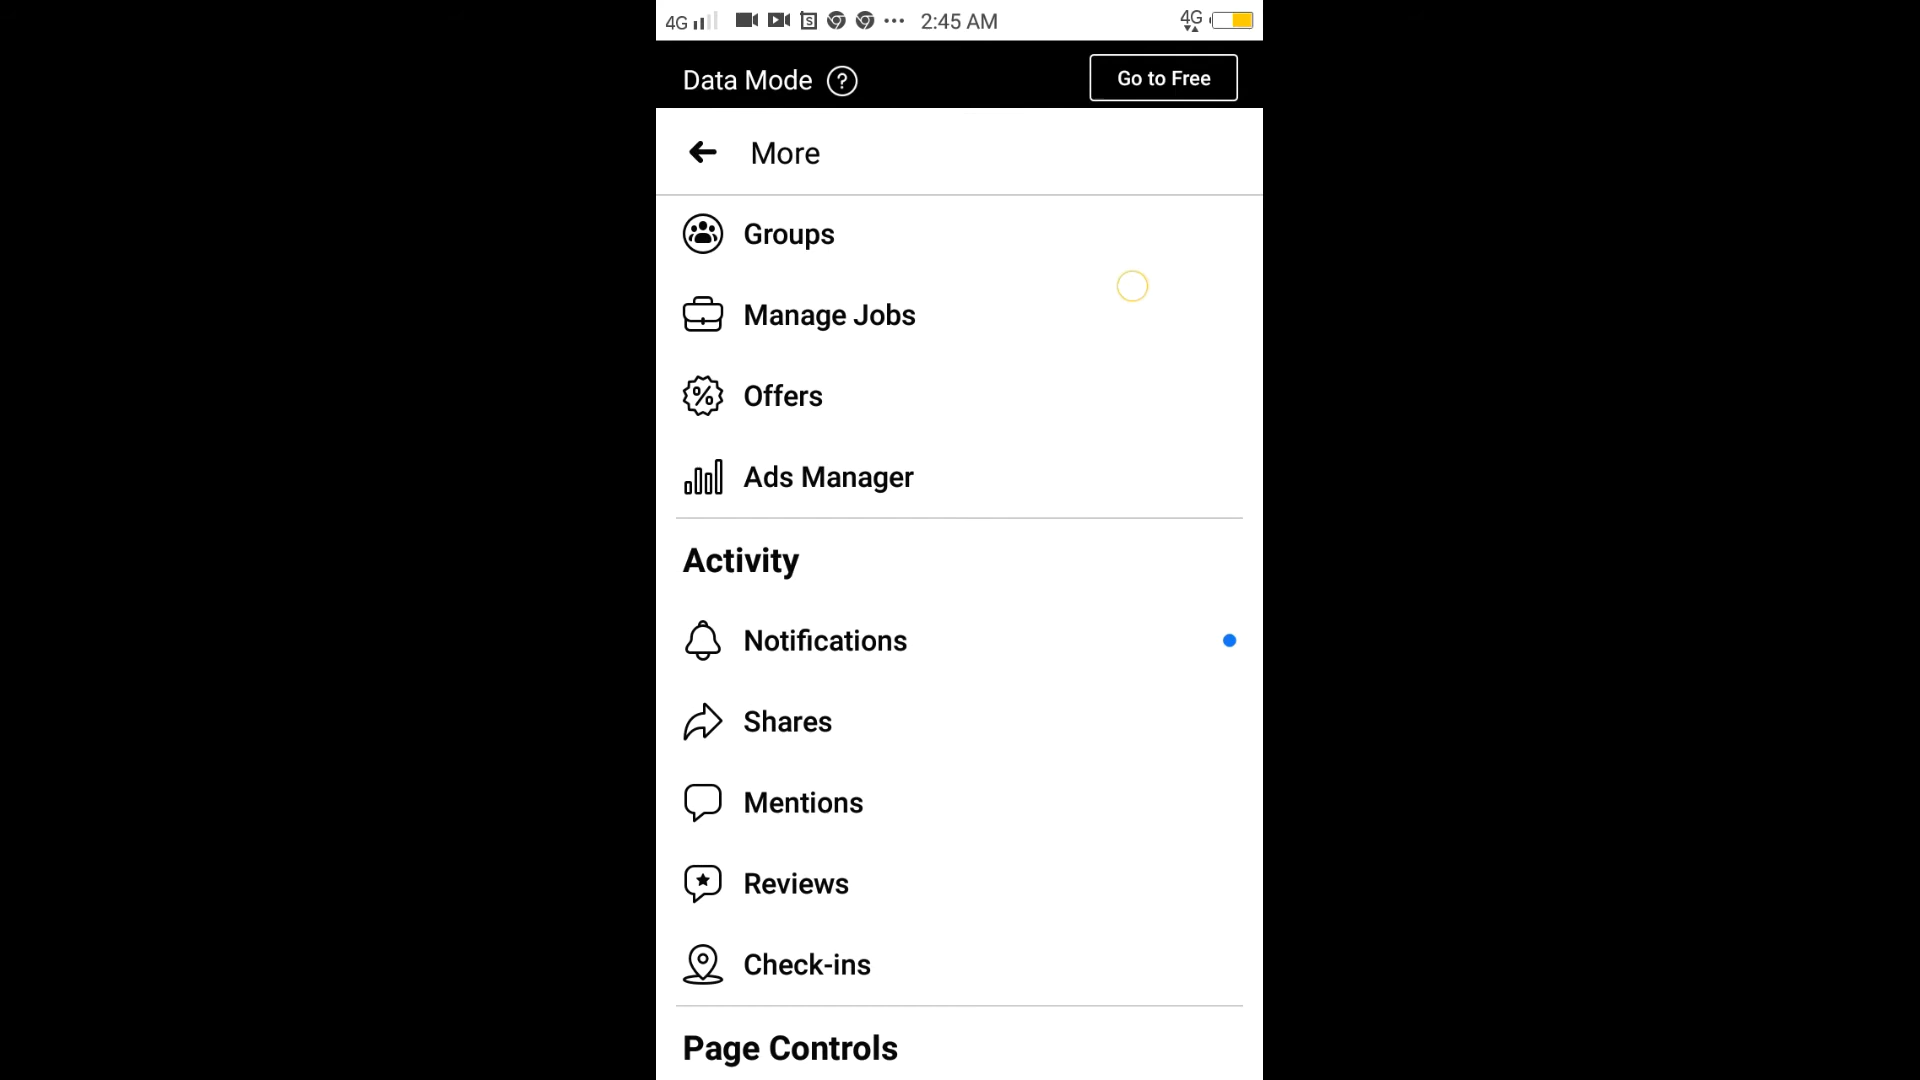 4G 2:45 AM 4G
Data Mode ? Go to Free
More
Groups
Manage Jobs
Offers
Ads Manager
Activity
Notifications
Shares
Mentions
Reviews
Check-ins
Page Controls